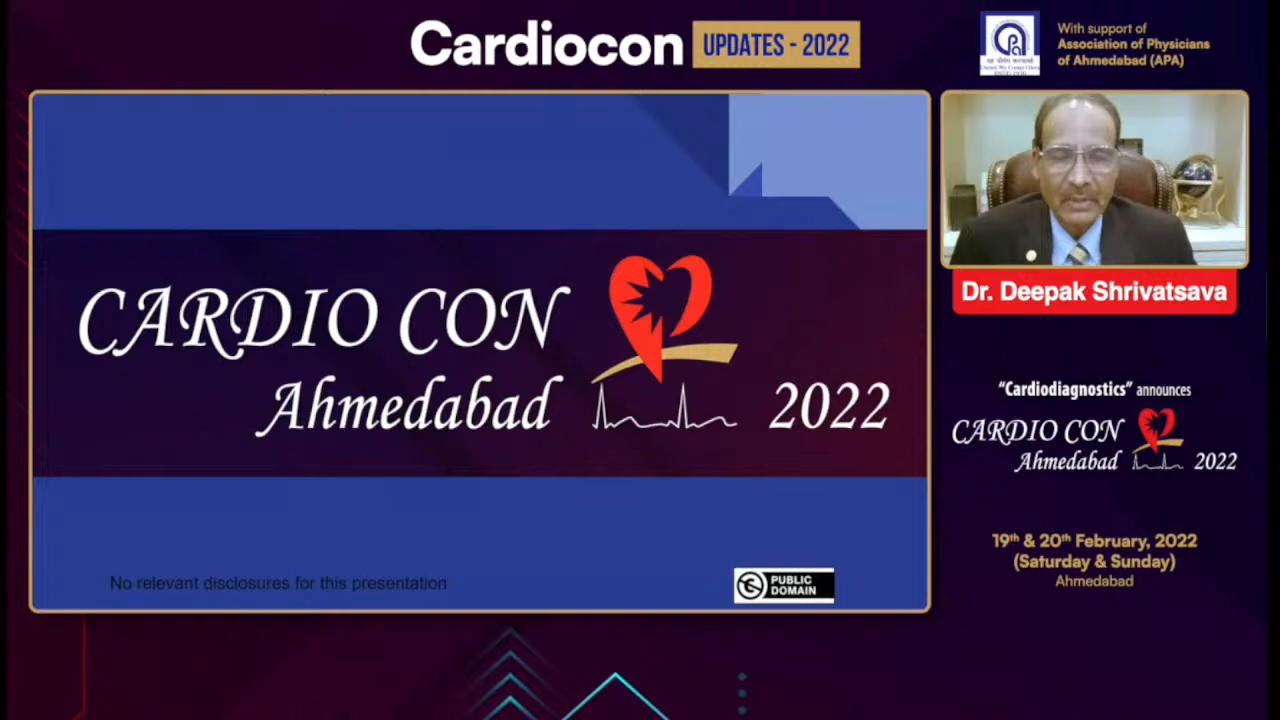 Cardiocon UPDATES - 2022
With support of
Association of Physicians
of Ahmedabad (APA)
CARDIO CON
Ahmedabad 2022
No relevant disclosures for this presentation
PUBLIC
DOMAIN
Dr. Deepak Shrivatsava
“Cardiodiagnostics” announces
CARDIO CON
Ahmedabad 2022
19th & 20th February, 2022
(Saturday & Sunday)
Ahmedabad